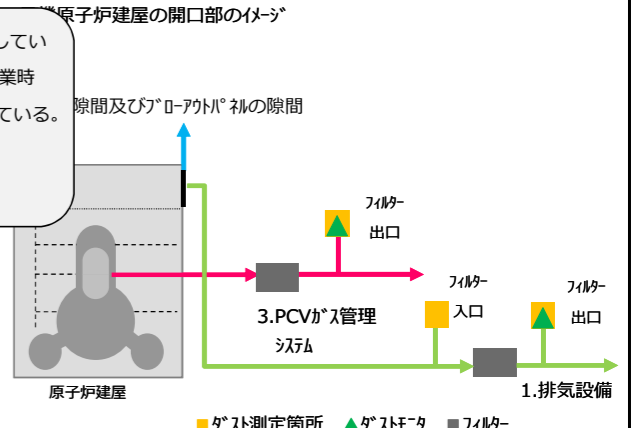 原子炉建屋の開口部のｲﾒｰｼﾞ
してい
業時
ている。
隙間及びﾌﾞﾛｰｱｳﾄﾊﾟﾈﾙの隙間
ﾌｨﾙﾀｰ
出口
ﾌｨﾙﾀｰ
入口
ﾌｨﾙﾀｰ
出口
3.PCVｶﾞｽ管理
ｼｽﾃﾑ
原子炉建屋
1.排気設備
ﾀﾞｽﾄ測定箇所 ﾀﾞｽﾄﾓﾆﾀ ﾌｨﾙﾀｰ